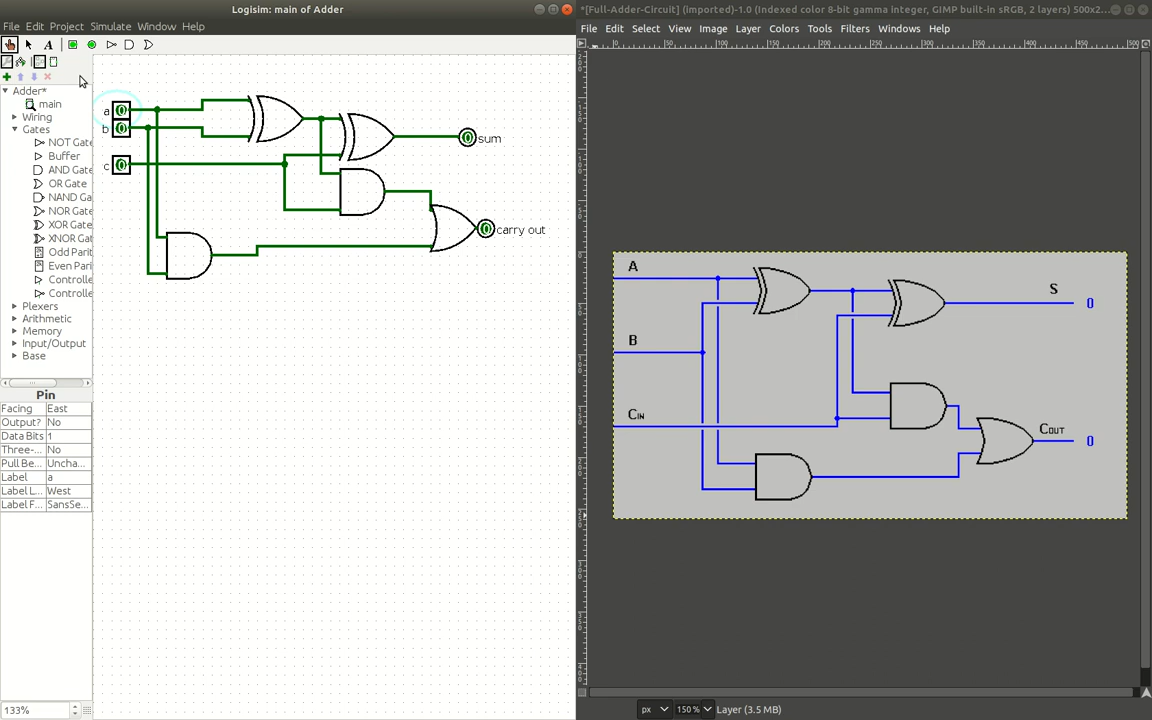 Logisim: main of Adder
File Edit Project Simulate Window Help
A
Adder*
main
Wiring
Gates
NOT Gate
Buffer
AND Gate
OR Gate
NAND Ga
NOR Gate
XOR Gate
XNOR Gat
Odd Parit
Even Pari
Controlle
Controlle
Plexers
Arithmetic
Memory
Input/Output
Base
Pin
Facing East
Output? No
Data Bits 1
Three-... No
Pull Be... Uncha...
Label a
Label L... West
Label F... SansSe...
133%
a 0
b 0
c 0
0 sum
0 carry out
*[Full-Adder-Circuit] (imported)-1.0 (Indexed color 8-bit gamma integer, GIMP built-in sRGB, 2 layers) 500x2...
File Edit Select View Image Layer Colors Tools Filters Windows Help
A
B
CIN
S 0
COUT 0
px 150% Layer (3.5 MB)